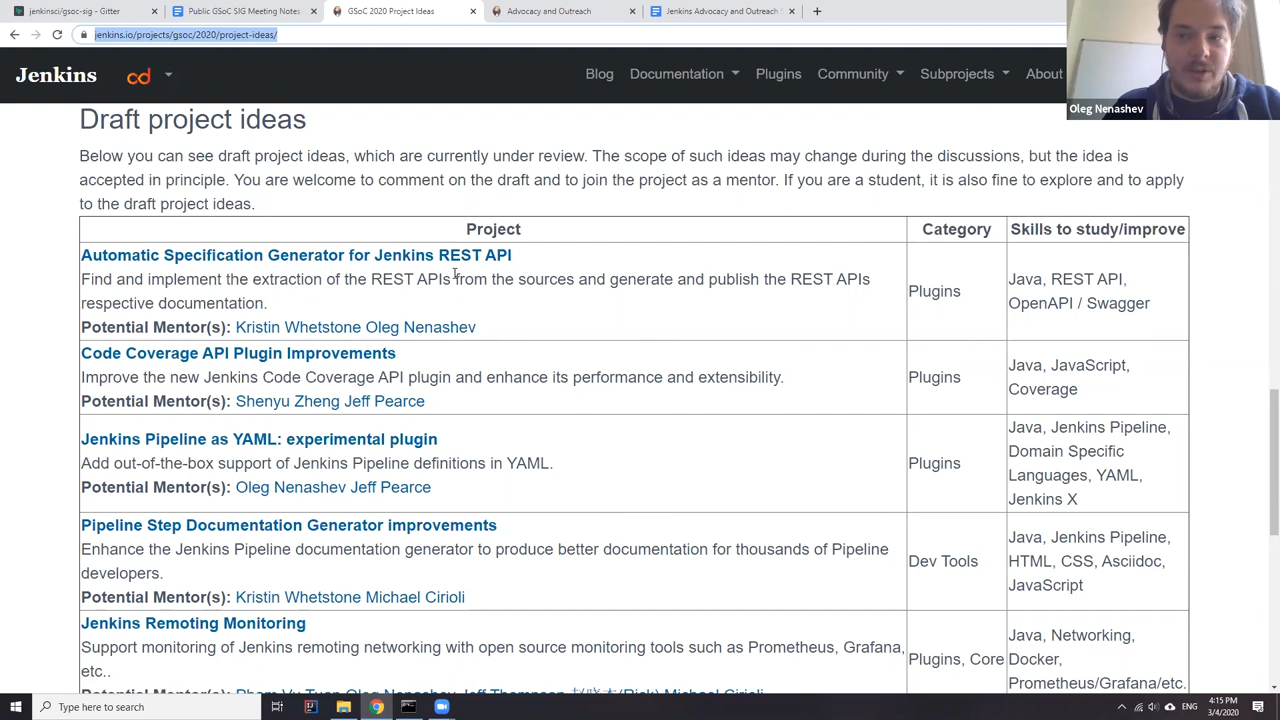 jenkinsci/gsoc-sig - Gitter
Public GSoC SIG Meeting Notes
GSoC 2020 Project Ideas
Advocacy and Outreach
Jenkins Advocacy and Outreach S
jenkins.io/projects/gsoc/2020/project-ideas/
Jenkins
cd
Blog
Documentation
Plugins
Community
Subprojects
About
Oleg Nenashev
Draft project ideas
Below you can see draft project ideas, which are currently under review. The scope of such ideas may change during the discussions, but the idea is
accepted in principle. You are welcome to comment on the draft and to join the project as a mentor. If you are a student, it is also fine to explore and to apply
to the draft project ideas.
Project
Category
Skills to study/improve
Automatic Specification Generator for Jenkins REST API
Find and implement the extraction of the REST APIs from the sources and generate and publish the REST APIs
respective documentation.
Potential Mentor(s): Kristin Whetstone Oleg Nenashev
Plugins
Java, REST API,
OpenAPI / Swagger
Code Coverage API Plugin Improvements
Improve the new Jenkins Code Coverage API plugin and enhance its performance and extensibility.
Potential Mentor(s): Shenyu Zheng Jeff Pearce
Plugins
Java, JavaScript,
Coverage
Jenkins Pipeline as YAML: experimental plugin
Add out-of-the-box support of Jenkins Pipeline definitions in YAML.
Potential Mentor(s): Oleg Nenashev Jeff Pearce
Plugins
Java, Jenkins Pipeline,
Domain Specific
Languages, YAML,
Jenkins X
Pipeline Step Documentation Generator improvements
Enhance the Jenkins Pipeline documentation generator to produce better documentation for thousands of Pipeline
developers.
Potential Mentor(s): Kristin Whetstone Michael Cirioli
Dev Tools
Java, Jenkins Pipeline,
HTML, CSS, Asciidoc,
JavaScript
Jenkins Remoting Monitoring
Support monitoring of Jenkins remoting networking with open source monitoring tools such as Prometheus, Grafana,
etc..
Potential Mentor(s): Pham Vu Tuan Oleg Nenashev Jeff Thompson (Rick) Michael Cirioli
Plugins, Core
Java, Networking,
Docker,
Prometheus/Grafana/etc.
Type here to search
ENG
4:15 PM
3/4/2020